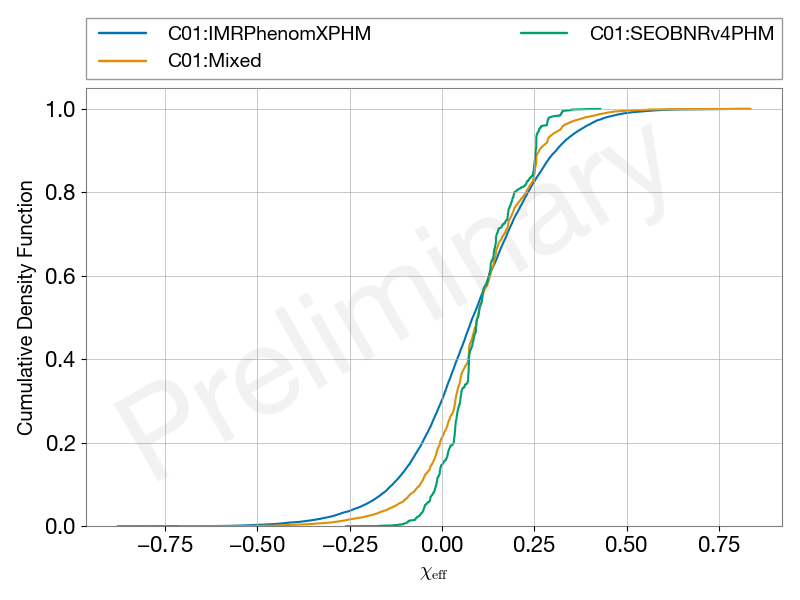 C01:IMRPhenomXPHM
C01:Mixed
C01:SEOBNRv4PHM
Cumulative Density Function
1.0
0.8
0.6
0.4
0.2
0.0
Preliminary
−0.75 −0.50 −0.25 0.00 0.25 0.50 0.75
χeff